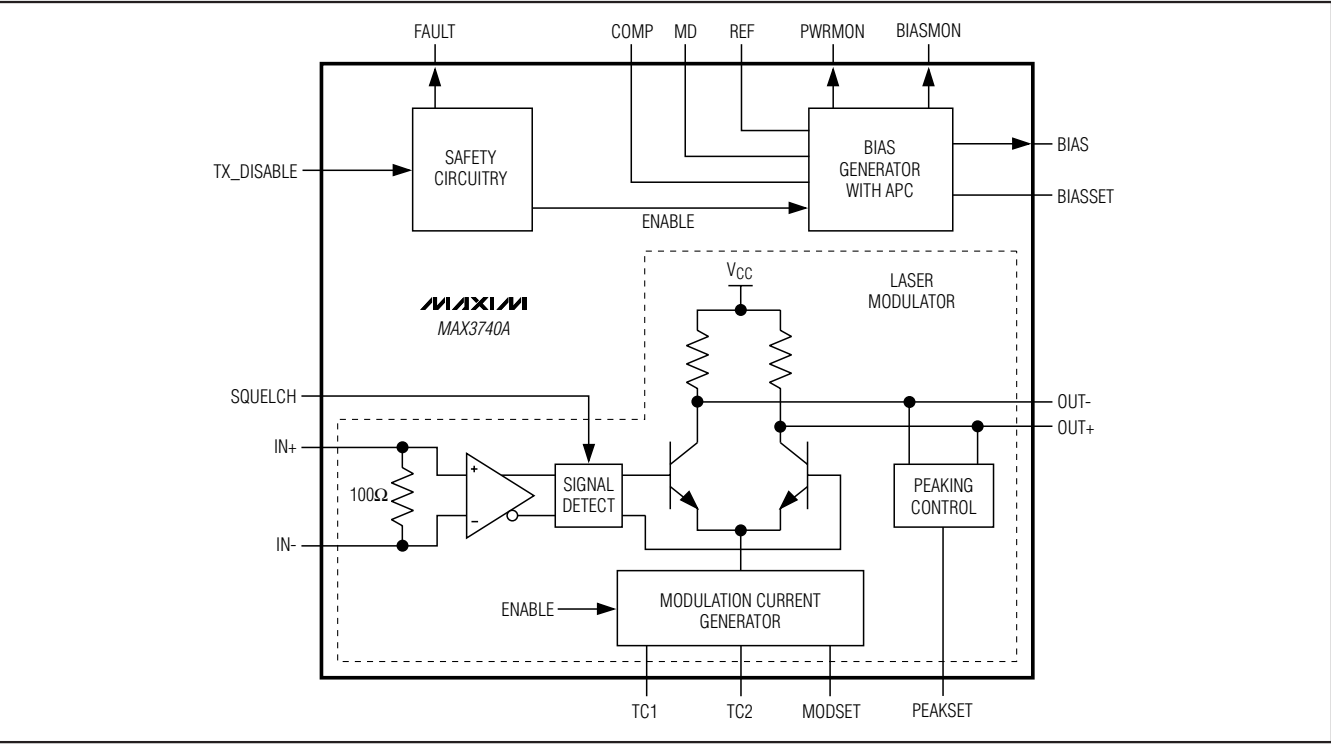 FAULT COMP MD REF PWRMON BIASMON
TX_DISABLE
SAFETY
CIRCUITRY
BIAS
GENERATOR
WITH APC
BIAS
BIASSET
ENABLE
VCC
LASER
MODULATOR
MAXIM
MAX3740A
SQUELCH
OUT-
OUT+
IN+
100Ω
IN-
+
-
SIGNAL
DETECT
PEAKING
CONTROL
ENABLE
MODULATION CURRENT
GENERATOR
TC1 TC2 MODSET PEAKSET